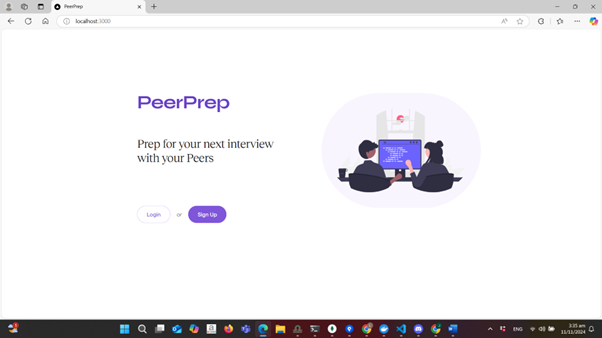 PeerPrep
localhost:3000
PeerPrep
Prep for your next interview
with your Peers
Login or Sign Up
ENG
3:35 am
11/11/2024